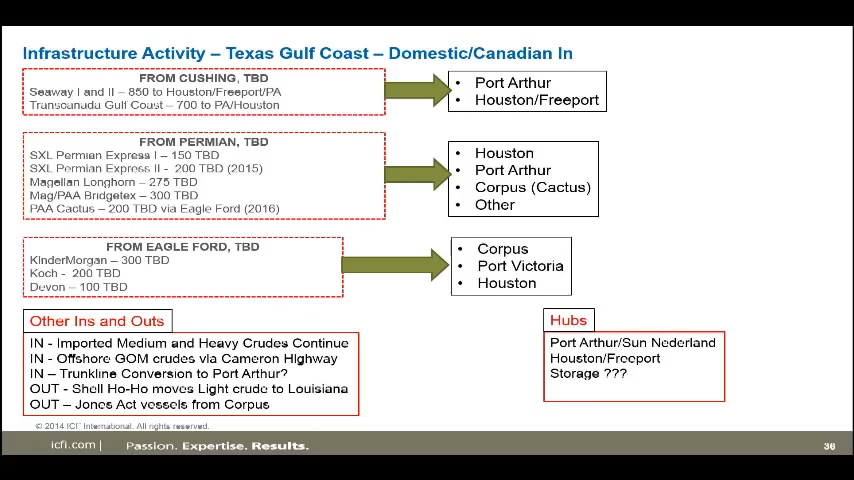 Infrastructure Activity – Texas Gulf Coast – Domestic/Canadian In
FROM CUSHING, TBD
Seaway I and II – 850 to Houston/Freeport/PA
Transcanada Gulf Coast – 700 to PA/Houston
• Port Arthur
• Houston/Freeport
FROM PERMIAN, TBD
SXL Permian Express I – 150 TBD
SXL Permian Express II - 200 TBD (2015)
Magellan Longhorn – 275 TBD
Mag/PAA Bridgetex – 300 TBD
PAA Cactus – 200 TBD via Eagle Ford (2016)
• Houston
• Port Arthur
• Corpus (Cactus)
• Other
FROM EAGLE FORD, TBD
KinderMorgan – 300 TBD
Koch - 200 TBD
Devon – 100 TBD
• Corpus
• Port Victoria
• Houston
Other Ins and Outs
IN - Imported Medium and Heavy Crudes Continue
IN - Offshore GOM crudes via Cameron Highway
IN – Trunkline Conversion to Port Arthur?
OUT - Shell Ho-Ho moves Light crude to Louisiana
OUT – Jones Act vessels from Corpus
Hubs
Port Arthur/Sun Nederland
Houston/Freeport
Storage ???
© 2014 ICF International. All rights reserved.
icfi.com | Passion. Expertise. Results.
36